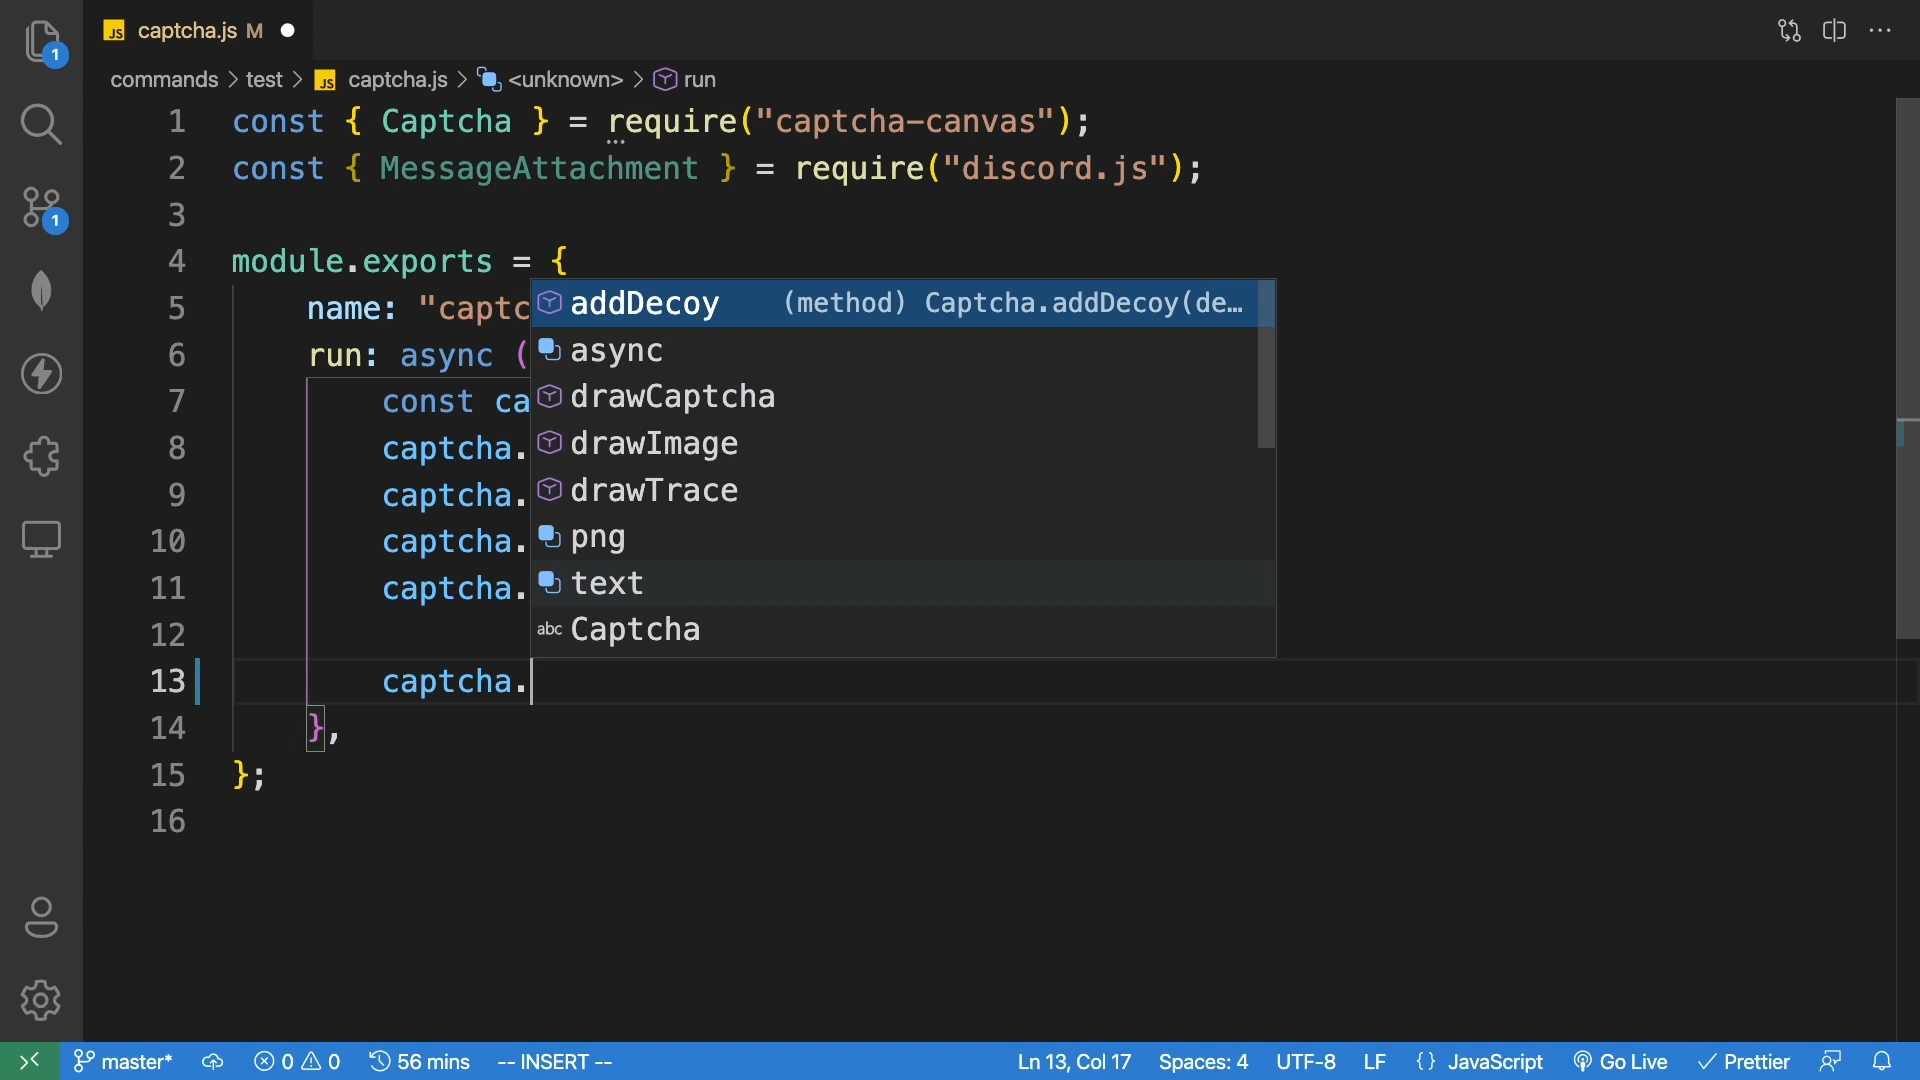 1
JS captcha.js M
commands > test > JS captcha.js > <unknown> > run
1 const { Captcha } = require("captcha-canvas");
1
2 const { MessageAttachment } = require("discord.js");
3
4 module.exports = {
5 name: "captc
6 run: async (
7 const ca
8 captcha.
9 captcha.
10 captcha.
11 captcha.
12
13 captcha.
14 },
15 };
16
addDecoy (method) Captcha.addDecoy(de…
async
drawCaptcha
drawImage
drawTrace
png
text
abc Captcha
master* 0 0 56 mins -- INSERT -- Ln 13, Col 17 Spaces: 4 UTF-8 LF {} JavaScript Go Live Prettier